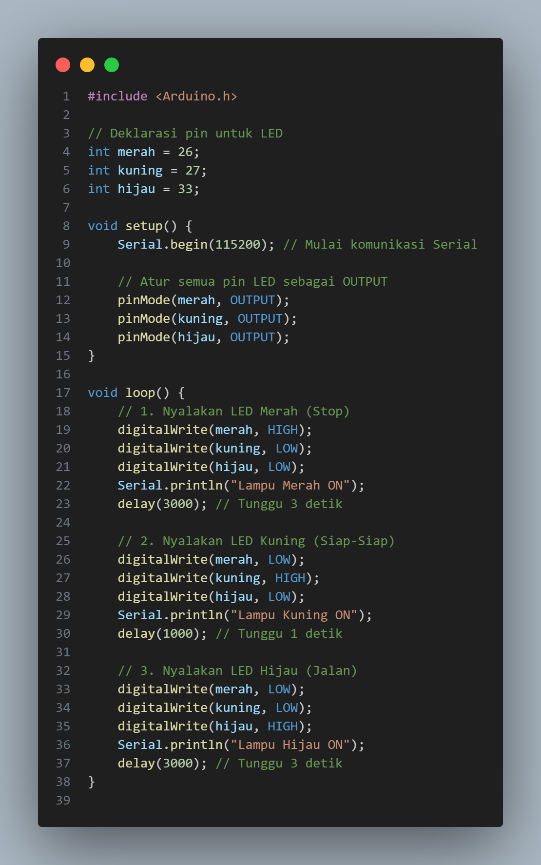 1 #include <Arduino.h>
2
3 // Deklarasi pin untuk LED
4 int merah = 26;
5 int kuning = 27;
6 int hijau = 33;
7
8 void setup() {
9     Serial.begin(115200); // Mulai komunikasi Serial
10
11     // Atur semua pin LED sebagai OUTPUT
12     pinMode(merah, OUTPUT);
13     pinMode(kuning, OUTPUT);
14     pinMode(hijau, OUTPUT);
15 }
16
17 void loop() {
18     // 1. Nyalakan LED Merah (Stop)
19     digitalWrite(merah, HIGH);
20     digitalWrite(kuning, LOW);
21     digitalWrite(hijau, LOW);
22     Serial.println("Lampu Merah ON");
23     delay(3000); // Tunggu 3 detik
24
25     // 2. Nyalakan LED Kuning (Siap-Siap)
26     digitalWrite(merah, LOW);
27     digitalWrite(kuning, HIGH);
28     digitalWrite(hijau, LOW);
29     Serial.println("Lampu Kuning ON");
30     delay(1000); // Tunggu 1 detik
31
32     // 3. Nyalakan LED Hijau (Jalan)
33     digitalWrite(merah, LOW);
34     digitalWrite(kuning, LOW);
35     digitalWrite(hijau, HIGH);
36     Serial.println("Lampu Hijau ON");
37     delay(3000); // Tunggu 3 detik
38 }
39